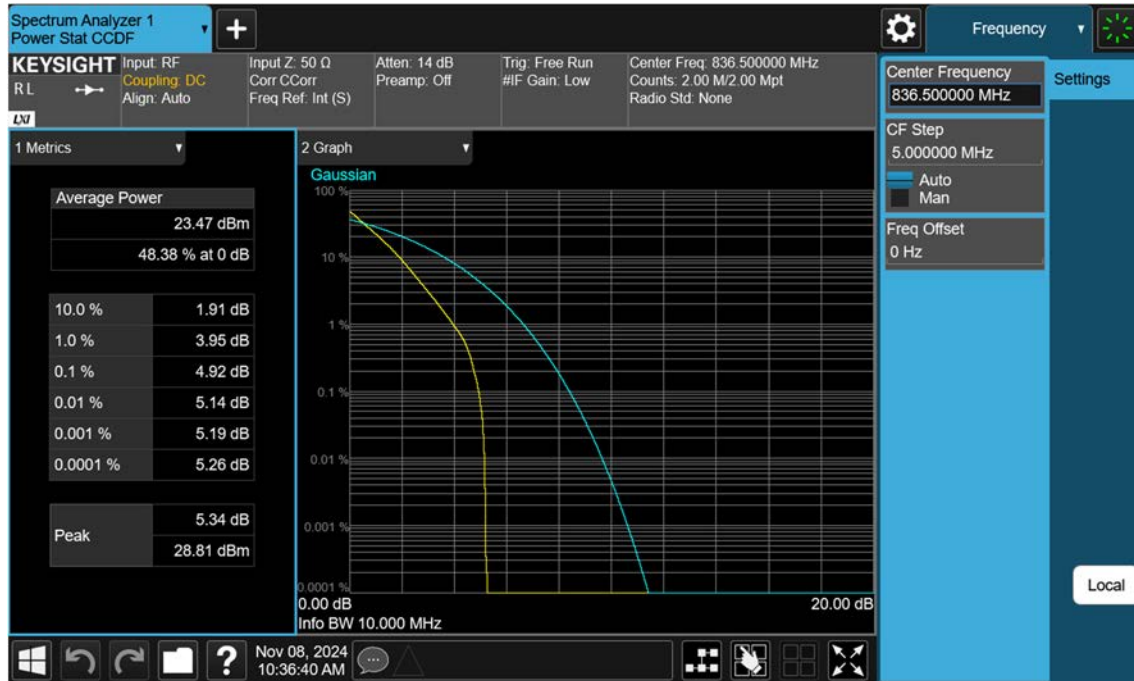 Spectrum Analyzer 1
Power Stat CCDF
Frequency
KEYSIGHT
RL
LXI
Input: RF
Coupling: DC
Align: Auto
Input Z: 50 Ω
Corr CCorr
Freq Ref: Int (S)
Atten: 14 dB
Preamp: Off
Trig: Free Run
#IF Gain: Low
Center Freq: 836.500000 MHz
Counts: 2.00 M/2.00 Mpt
Radio Std: None
1 Metrics
Average Power
23.47 dBm
48.38 % at 0 dB
10.0 % 1.91 dB
1.0 % 3.95 dB
0.1 % 4.92 dB
0.01 % 5.14 dB
0.001 % 5.19 dB
0.0001 % 5.26 dB
Peak
5.34 dB
28.81 dBm
2 Graph
Gaussian
100 %
10 %
1 %
0.1 %
0.01 %
0.001 %
0.0001 %
0.00 dB 20.00 dB
Info BW 10.000 MHz
Center Frequency
836.500000 MHz
CF Step
5.000000 MHz
Auto
Man
Freq Offset
0 Hz
Settings
Local
?
Nov 08, 2024
10:36:40 AM